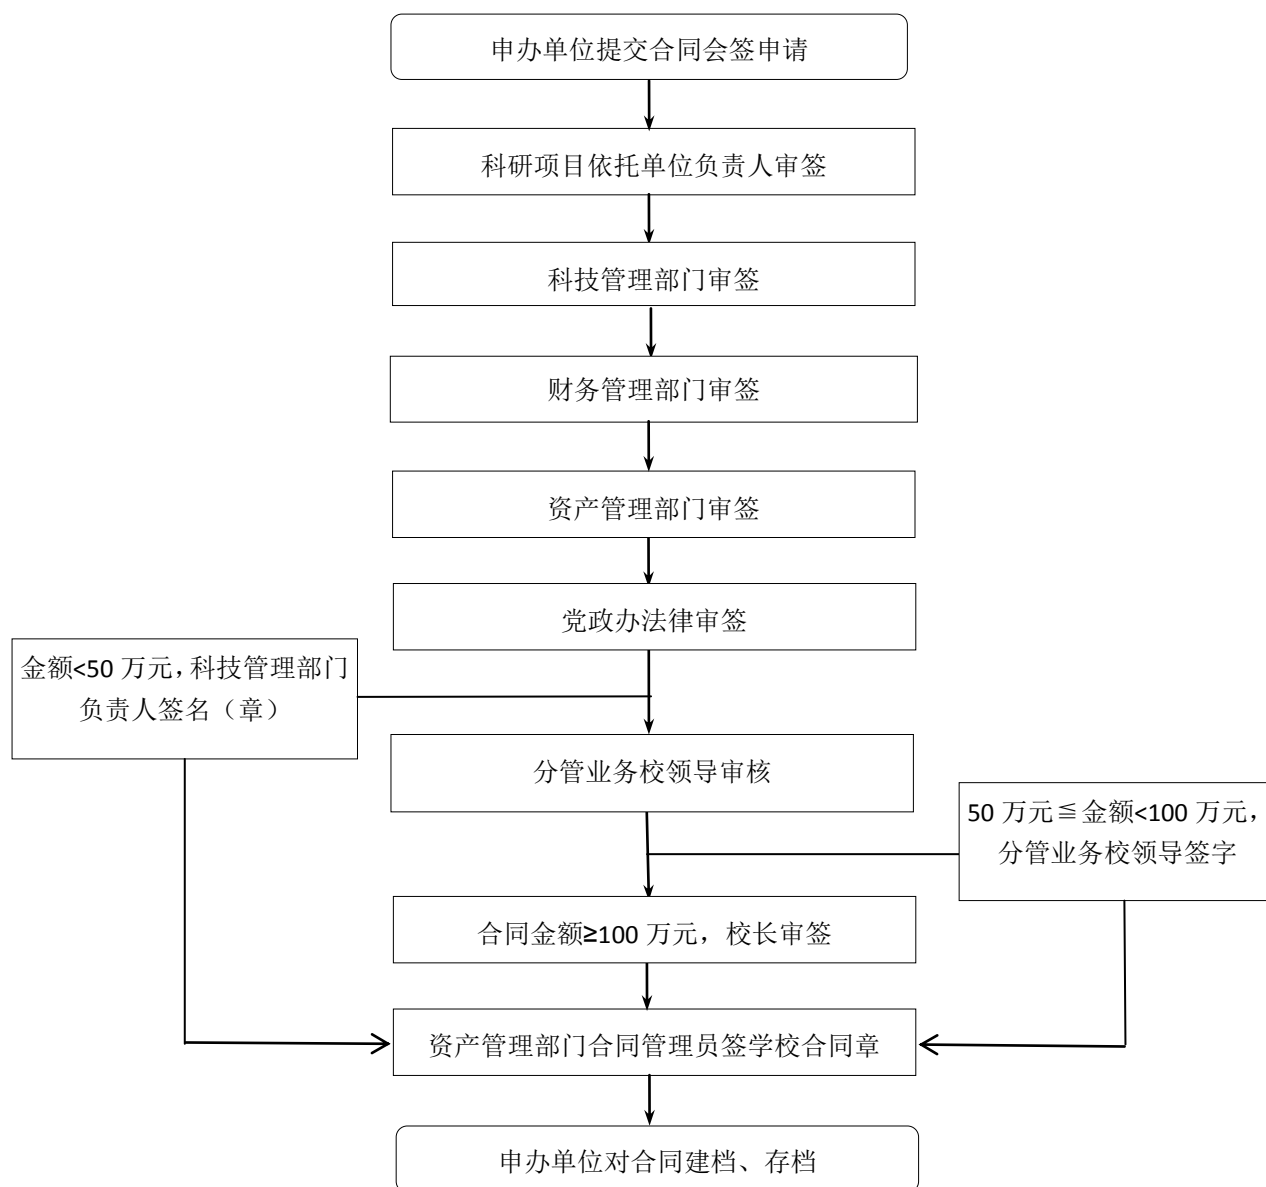 申办单位提交合同会签申请
科研项目依托单位负责人审签
科技管理部门审签
财务管理部门审签
资产管理部门审签
党政办法律审签
金额<50 万元，科技管理部门
负责人签名（章）
分管业务校领导审核
50 万元≦金额<100 万元，
分管业务校领导签字
合同金额≥100 万元，校长审签
资产管理部门合同管理员签学校合同章
申办单位对合同建档、存档